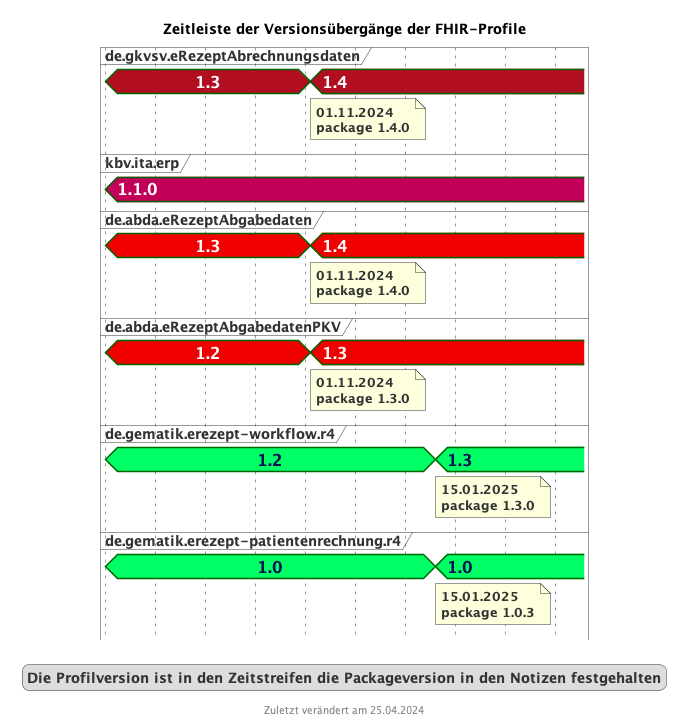 Zeitleiste der Versionsübergänge der FHIR-Profile
de.gkvsv.eRezeptAbrechnungsdaten
1.3 1.4
01.11.2024
package 1.4.0
kbv.ita.erp
1.1.0
de.abda.eRezeptAbgabedaten
1.3 1.4
01.11.2024
package 1.4.0
de.abda.eRezeptAbgabedatenPKV
1.2 1.3
01.11.2024
package 1.3.0
de.gematik.erezept-workflow.r4
1.2 1.3
15.01.2025
package 1.3.0
de.gematik.erezept-patientenrechnung.r4
1.0 1.0
15.01.2025
package 1.0.3
Die Profilversion ist in den Zeitstreifen die Packageversion in den Notizen festgehalten
Zuletzt verändert am 25.04.2024